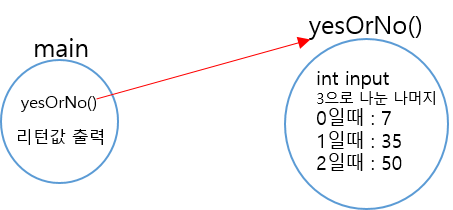 main
yesOrNo()
리턴값 출력
yesOrNo()
int input
3으로 나눈 나머지
0일때 : 7
1일때 : 35
2일때 : 50